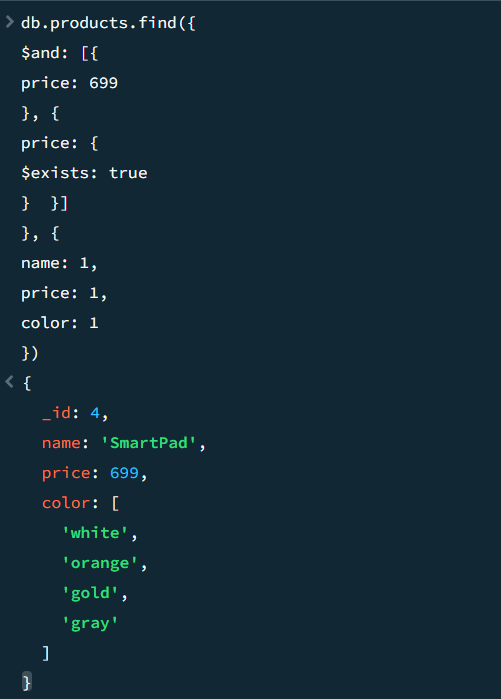 > db.products.find({
$and: [{
price: 699
}, {
price: {
$exists: true
}  }]
}, {
name: 1,
price: 1,
color: 1
})
< {
_id: 4,
name: 'SmartPad',
price: 699,
color: [
'white',
'orange',
'gold',
'gray'
]
}